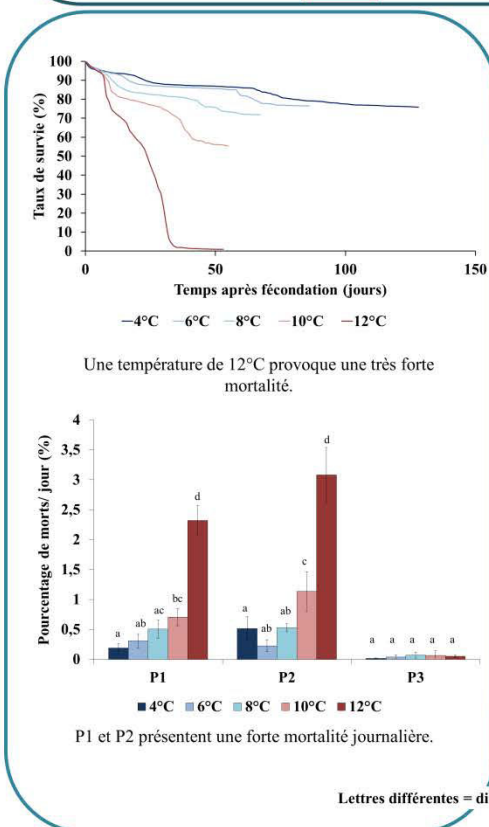 100
90
80
70
60
50
40
30
20
10
0
Taux de survie (%)
0 50 100 150
Temps après fécondation (jours)
4°C 6°C 8°C 10°C 12°C
Une température de 12°C provoque une très forte
mortalité.
4
3,5
3
2,5
2
1,5
1
0,5
0
Pourcentage de morts/ jour (%)
a ab ac bc d
a ab ab c d
a a a a a
P1 P2 P3
4°C 6°C 8°C 10°C 12°C
P1 et P2 présentent une forte mortalité journalière.
Lettres différentes = di